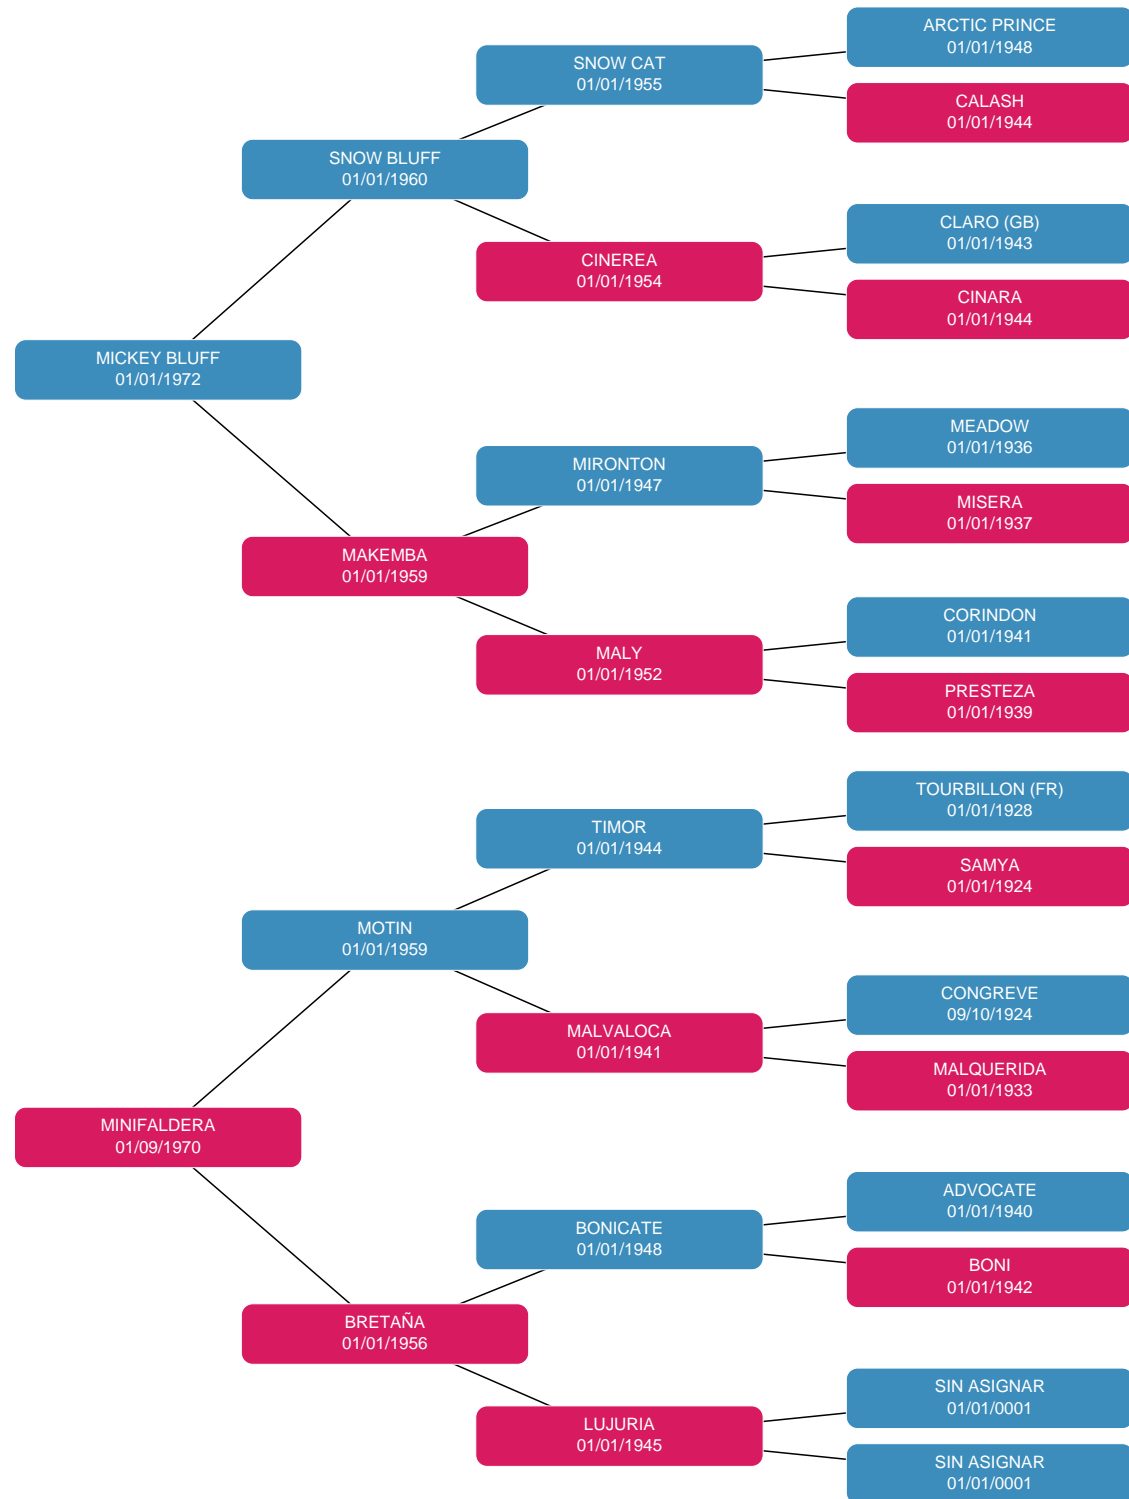 ARCTIC PRINCE
01/01/1948
SNOW CAT
01/01/1955
CALASH
01/01/1944
SNOW BLUFF
01/01/1960
CLARO (GB)
01/01/1943
CINEREA
01/01/1954
CINARA
01/01/1944
MICKEY BLUFF
01/01/1972
MEADOW
01/01/1936
MIRONTON
01/01/1947
MISERA
01/01/1937
MAKEMBA
01/01/1959
CORINDON
01/01/1941
MALY
01/01/1952
PRESTEZA
01/01/1939
TOURBILLON (FR)
01/01/1928
TIMOR
01/01/1944
SAMYA
01/01/1924
MOTIN
01/01/1959
CONGREVE
09/10/1924
MALVALOCA
01/01/1941
MALQUERIDA
01/01/1933
MINIFALDERA
01/09/1970
ADVOCATE
01/01/1940
BONICATE
01/01/1948
BONI
01/01/1942
BRETAÑA
01/01/1956
SIN ASIGNAR
01/01/0001
LUJURIA
01/01/1945
SIN ASIGNAR
01/01/0001